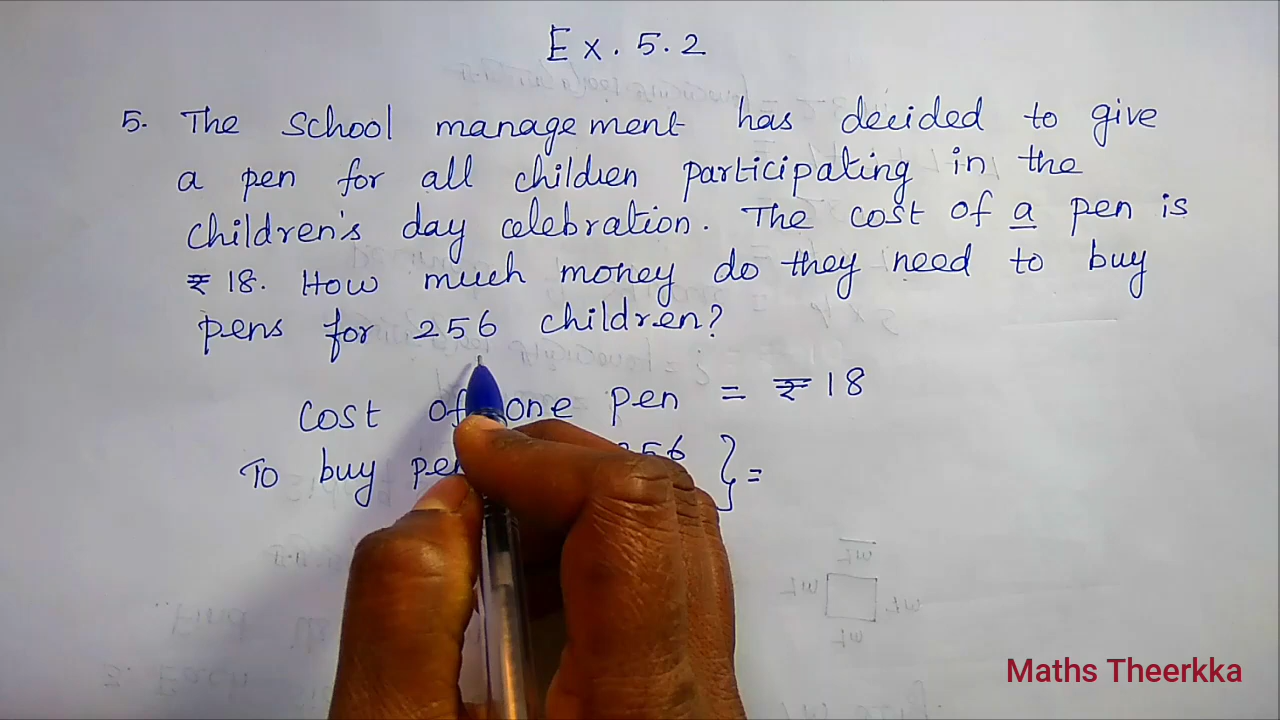 Ex. 5.2
5. The school management has decided to give
a pen for all children participating in the
children's day celebration. The cost of a pen is
₹ 18. How much money do they need to buy
pens for 256 children?
Cost of one pen = ₹ 18
To buy 256 } =
Maths Theerkka